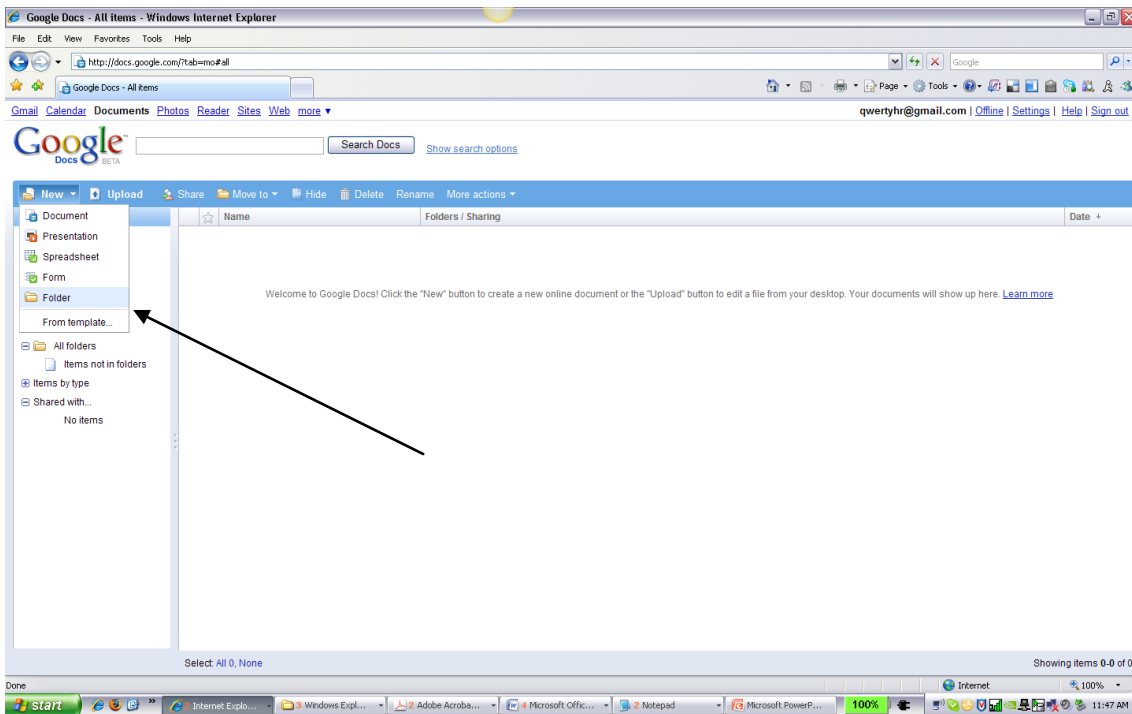 Google Docs - All items - Windows Internet Explorer
File Edit View Favorites Tools Help
http://docs.google.com/?tab=mo#all
Google
Google Docs - All items
Page Tools
Gmail Calendar Documents Photos Reader Sites Web more ▼ qwertyhr@gmail.com | Offline | Settings | Help | Sign out
Google Docs BETA
Search Docs Show search options
New Upload Share Move to Hide Delete Rename More actions
Name Folders / Sharing Date
Document
Presentation
Spreadsheet
Form
Folder
From template...
Welcome to Google Docs! Click the "New" button to create a new online document or the "Upload" button to edit a file from your desktop. Your documents will show up here. Learn more
All folders
Items not in folders
Items by type
Shared with...
No items
Select: All 0, None Showing items 0-0 of 0
Done Internet 100%
start » 2 Internet Explo... 3 Windows Expl... 2 Adobe Acroba... 4 Microsoft Offic... 2 Notepad Microsoft PowerP... 100% 11:47 AM